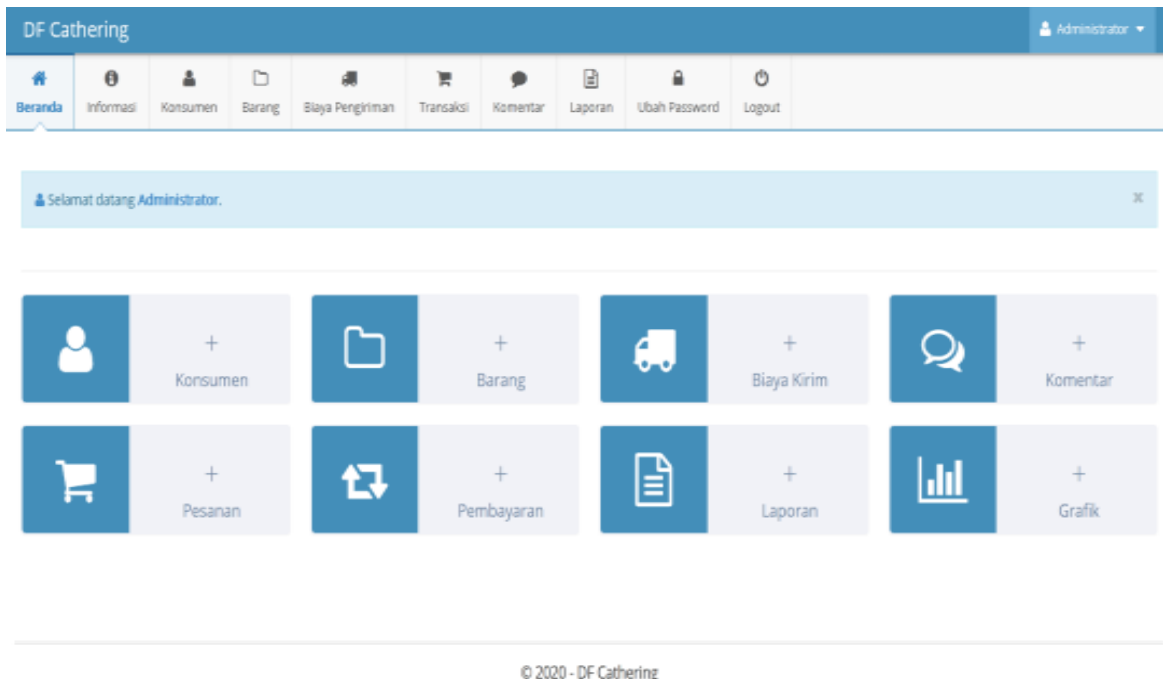 DF Cathering
Administrator
Beranda Informasi Konsumen Barang Biaya Pengiriman Transaksi Komentar Laporan Ubah Password Logout
Selamat datang Administrator.
+ + + +
Konsumen Barang Biaya Kirim Komentar
+ + + +
Pesanan Pembayaran Laporan Grafik
© 2020 - DF Cathering